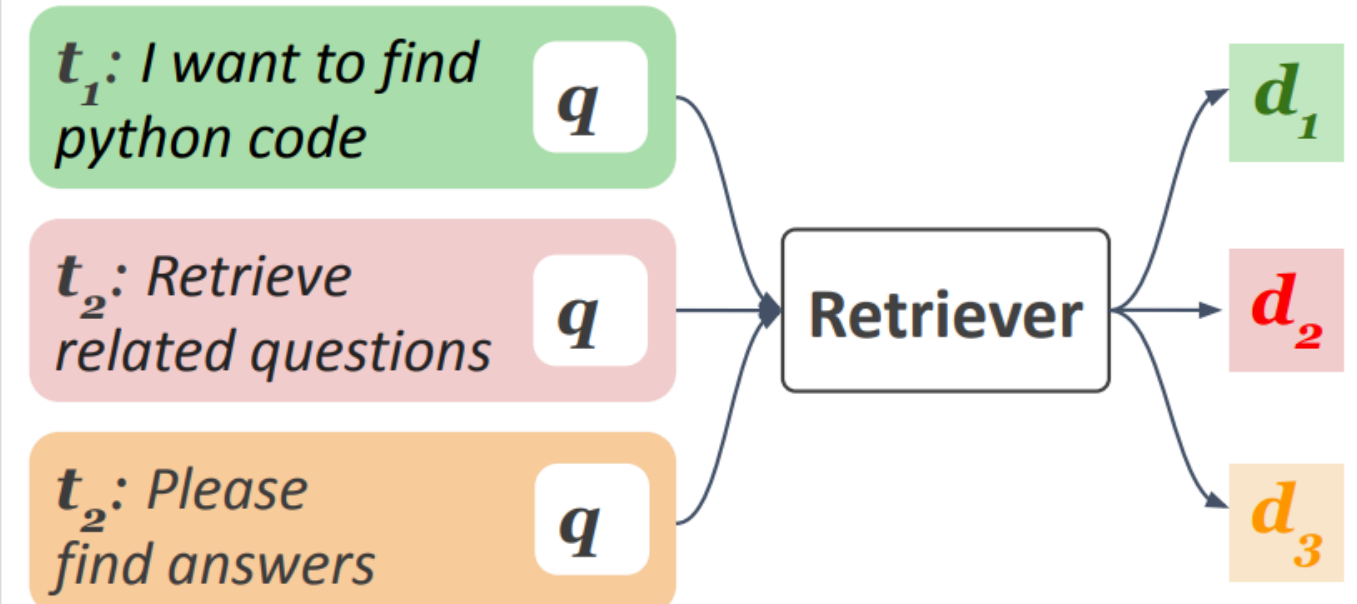 t₁: I want to find
python code
q
t₂: Retrieve
related questions
q
t₂: Please
find answers
q
Retriever
d₁
d₂
d₃